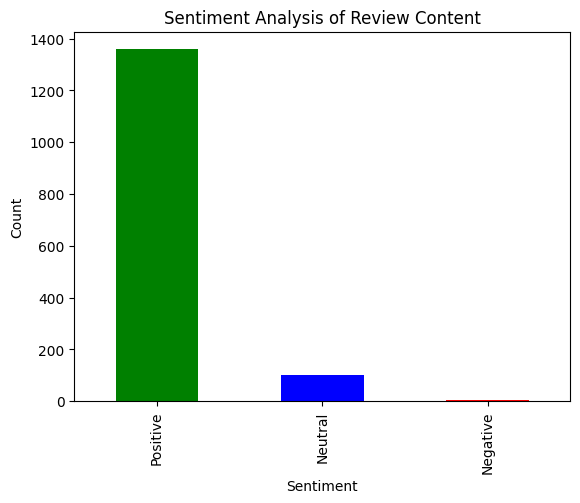 Sentiment Analysis of Review Content
1400
1200
1000
800
600
400
200
0
Count
Positive
Neutral
Negative
Sentiment